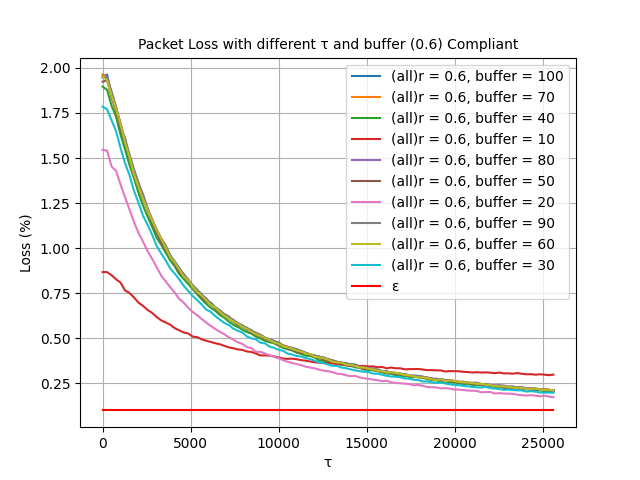 Packet Loss with different τ and buffer (0.6) Compliant
Loss (%)
2.00
1.75
1.50
1.25
1.00
0.75
0.50
0.25
(all)r = 0.6, buffer = 100
(all)r = 0.6, buffer = 70
(all)r = 0.6, buffer = 40
(all)r = 0.6, buffer = 10
(all)r = 0.6, buffer = 80
(all)r = 0.6, buffer = 50
(all)r = 0.6, buffer = 20
(all)r = 0.6, buffer = 90
(all)r = 0.6, buffer = 60
(all)r = 0.6, buffer = 30
ε
0 5000 10000 15000 20000 25000
τ